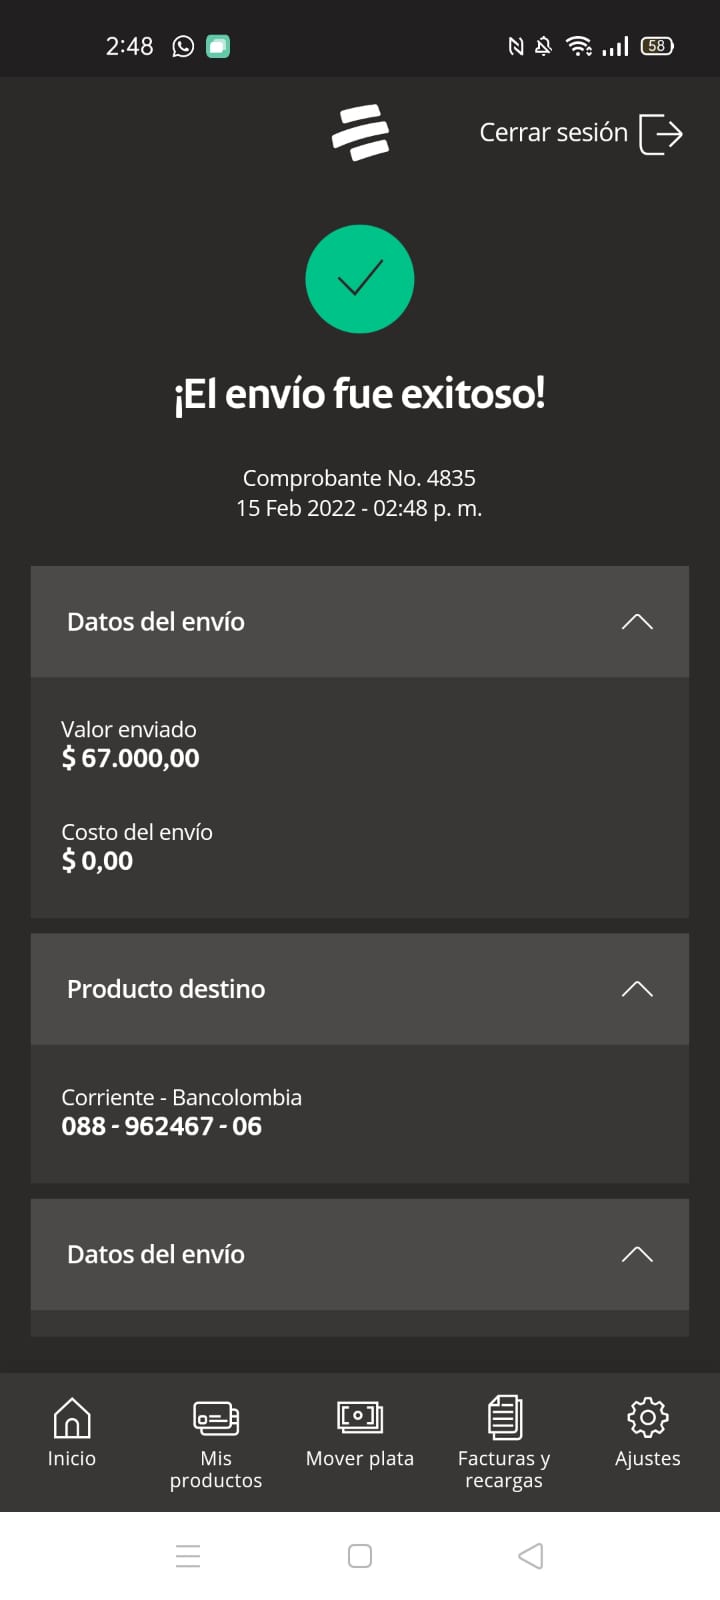 2:48
58
Cerrar sesión
¡El envío fue exitoso!
Comprobante No. 4835
15 Feb 2022 - 02:48 p. m.
Datos del envío
Valor enviado
$ 67.000,00
Costo del envío
$ 0,00
Producto destino
Corriente - Bancolombia
088 - 962467 - 06
Datos del envío
Inicio
Mis
productos
Mover plata
Facturas y
recargas
Ajustes